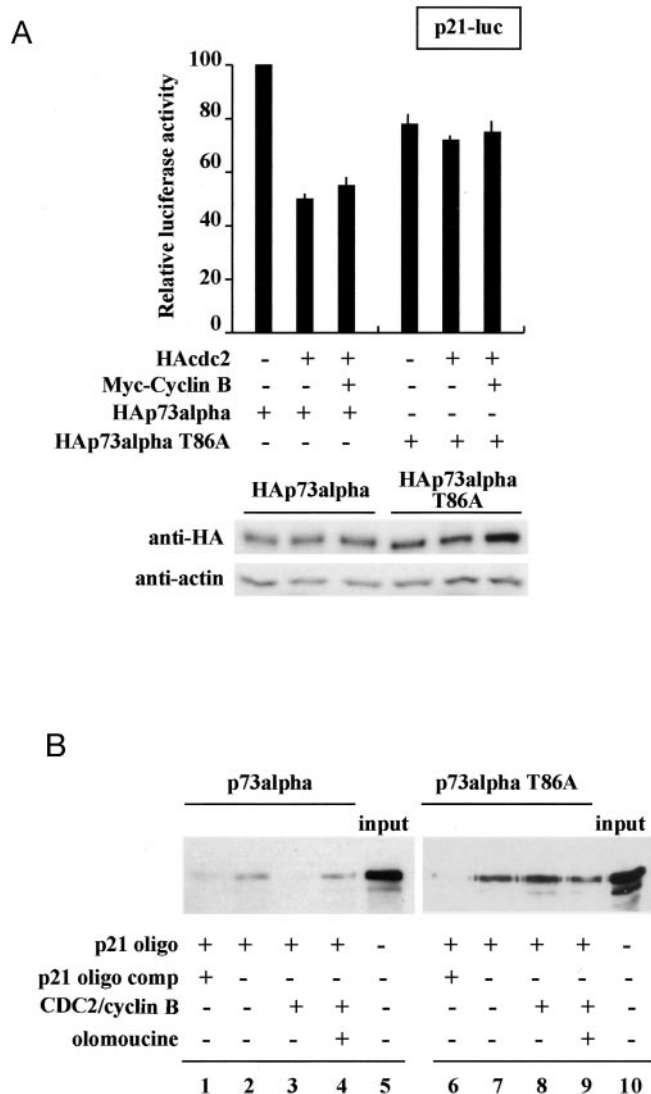 A
p21-luc
Relative luciferase activity
100
80
60
40
20
0
HAcdc2 - + + - + +
Myc-Cyclin B - - + - - +
HAp73alpha + + + - - -
HAp73alpha T86A - - - + + +
HAp73alpha HAp73alpha T86A
anti-HA
anti-actin
B
p73alpha p73alpha T86A
input input
p21 oligo + + + + - + + + + -
p21 oligo comp + - - - - + - - - -
CDC2/cyclin B - - + + - - - + + -
olomoucine - - - + - - - - + -
1 2 3 4 5 6 7 8 9 10